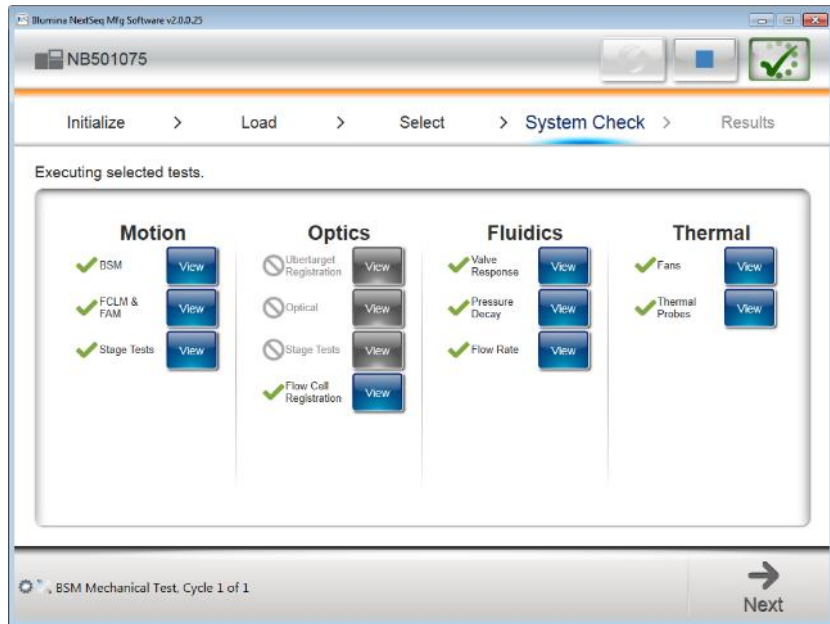 Illumina NextSeq Mfg Software v2.0.0.25
NB501075
Initialize > Load > Select > System Check > Results
Executing selected tests.
Motion
BSM View
FCLM &
FAM View
Stage Tests View
Optics
Ubertarget
Registration View
Optical View
Stage Tests View
Flow Cell
Registration View
Fluidics
Valve
Response View
Pressure
Decay View
Flow Rate View
Thermal
Fans View
Thermal
Probes View
BSM Mechanical Test, Cycle 1 of 1
Next